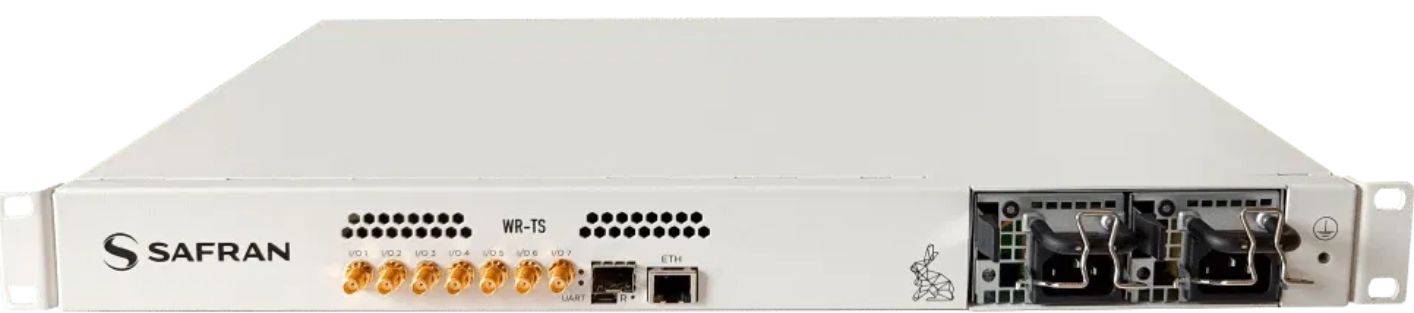 WR-TS
SAFRAN
I/O 1 I/O 2 I/O 3 I/O 4 I/O 5 I/O 6 I/O 7
ETH
UART R